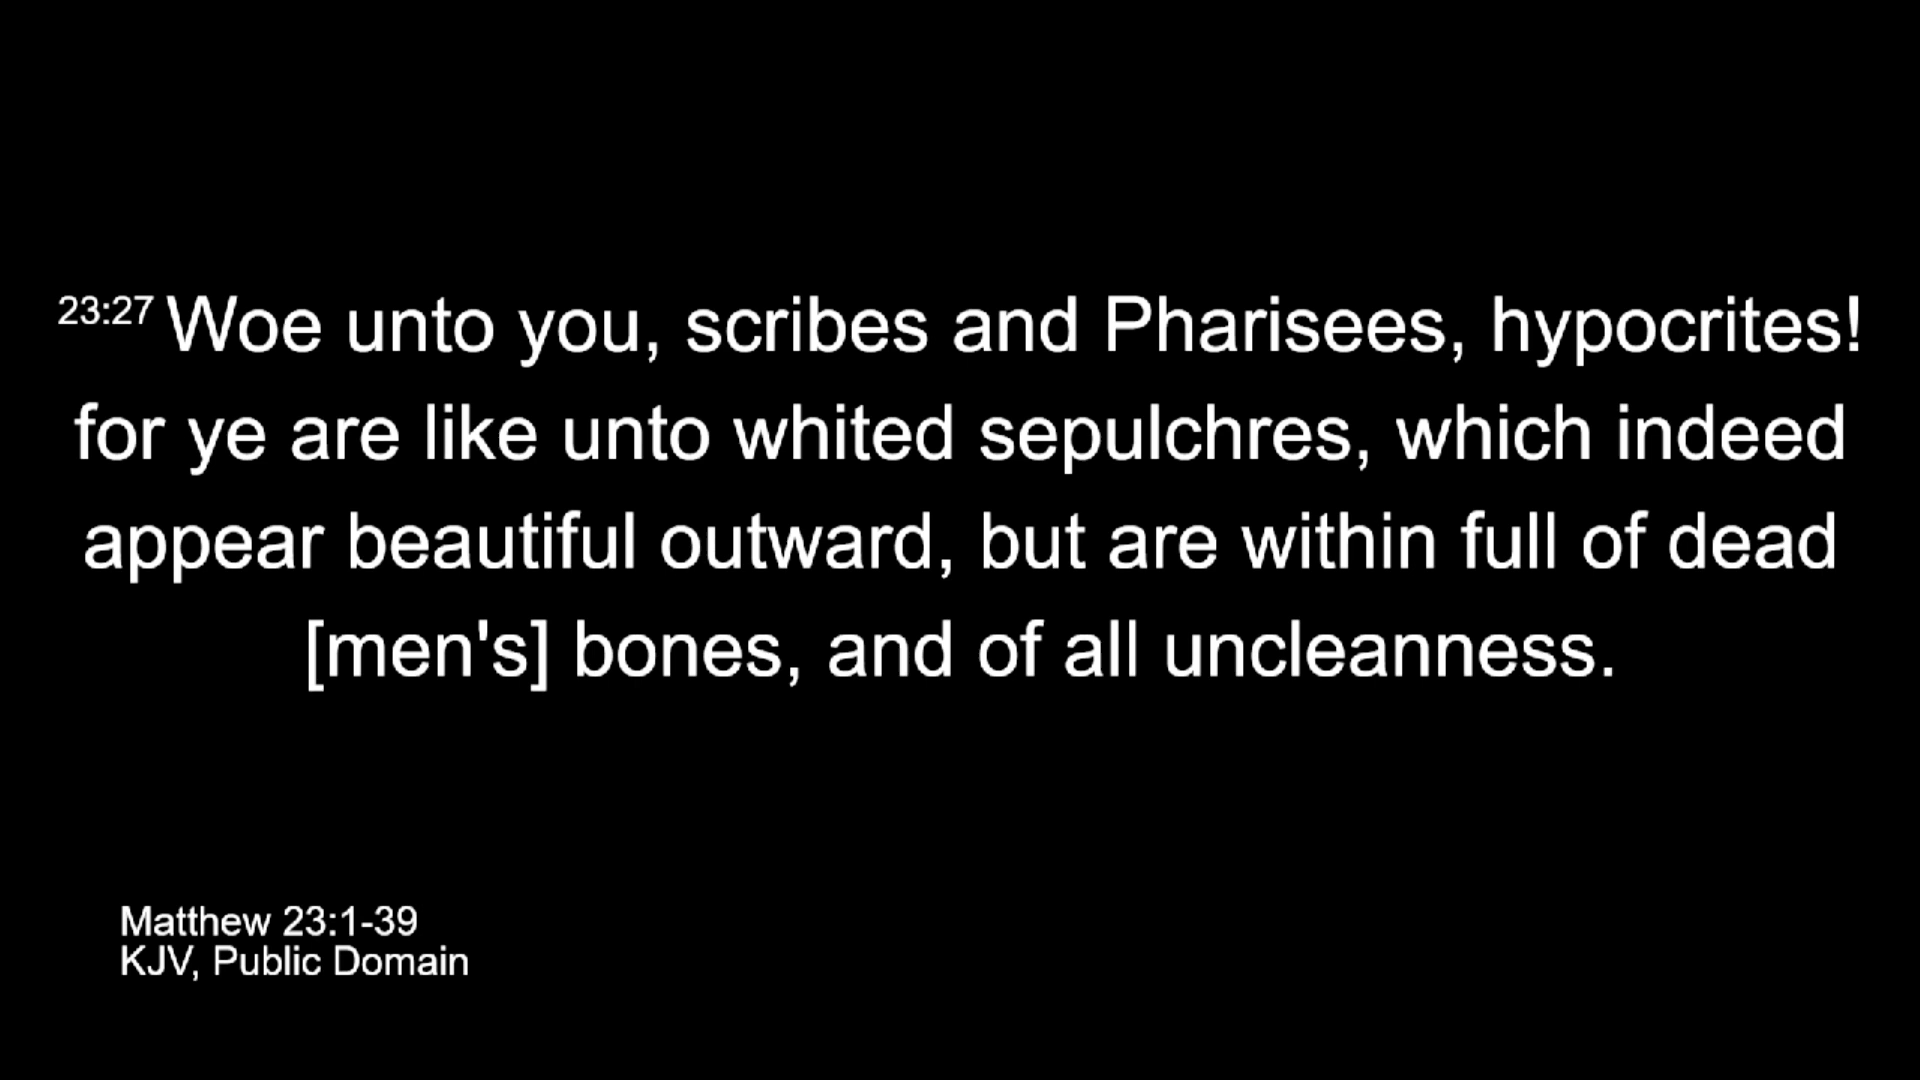 23:27 Woe unto you, scribes and Pharisees, hypocrites!
for ye are like unto whited sepulchres, which indeed
appear beautiful outward, but are within full of dead
[men's] bones, and of all uncleanness.
Matthew 23:1-39
KJV, Public Domain